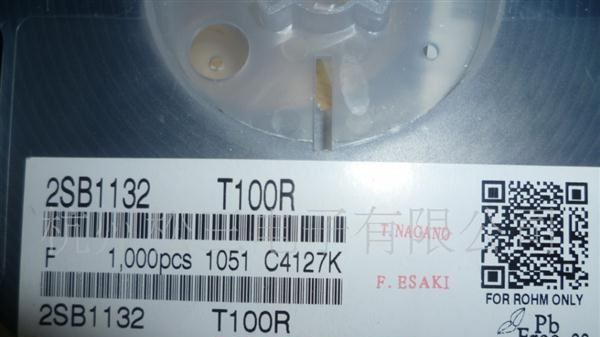 2SB1132 T100R
T.NAGANO
F 1,000pcs 1051 C4127K
F.ESAKI
FOR ROHM ONLY
2SB1132 T100R
Pb